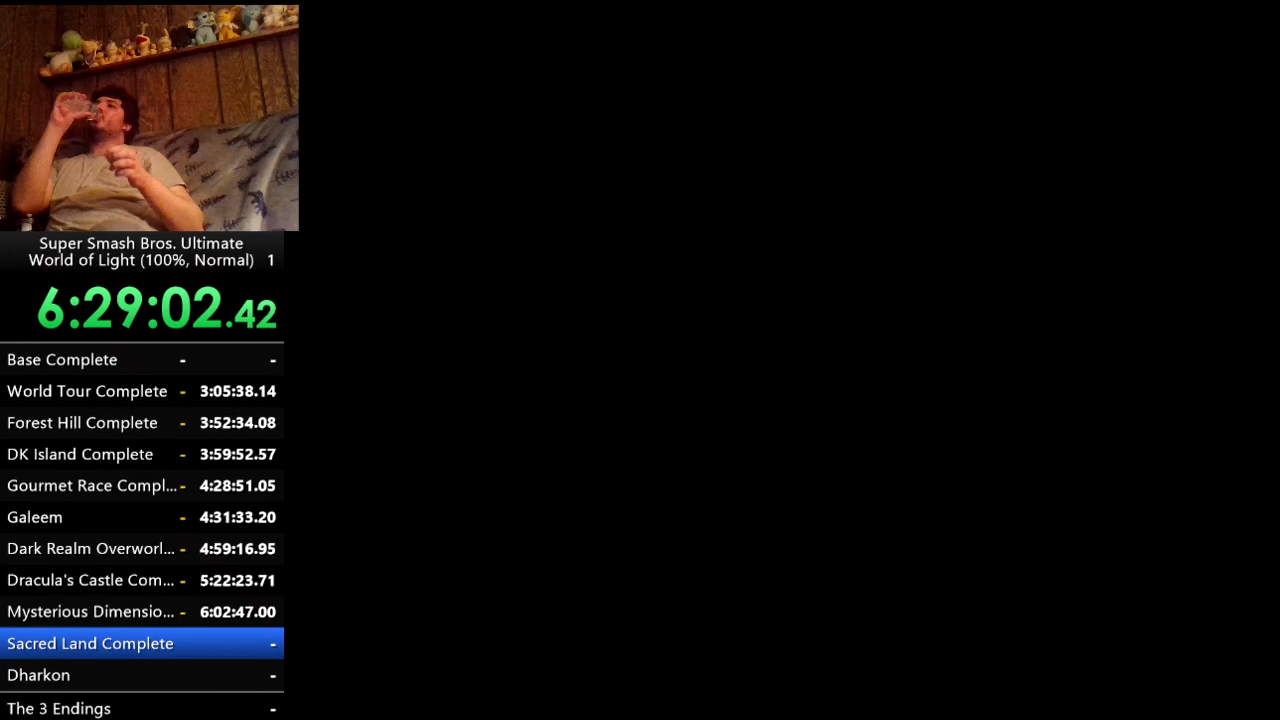 Super Smash Bros. Ultimate
World of Light (100%, Normal) 1
6:29:02.42
Base Complete - -
World Tour Complete - 3:05:38.14
Forest Hill Complete - 3:52:34.08
DK Island Complete - 3:59:52.57
Gourmet Race Compl... - 4:28:51.05
Galeem - 4:31:33.20
Dark Realm Overworl... - 4:59:16.95
Dracula's Castle Com... - 5:22:23.71
Mysterious Dimensio... - 6:02:47.00
Sacred Land Complete -
Dharkon -
The 3 Endings -